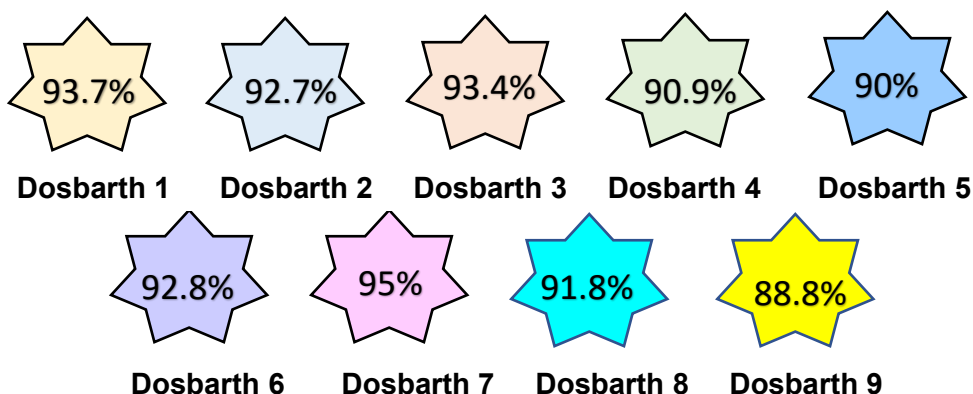 93.7% 92.7% 93.4% 90.9% 90%
Dosbarth 1 Dosbarth 2 Dosbarth 3 Dosbarth 4 Dosbarth 5
92.8% 95% 91.8% 88.8%
Dosbarth 6 Dosbarth 7 Dosbarth 8 Dosbarth 9